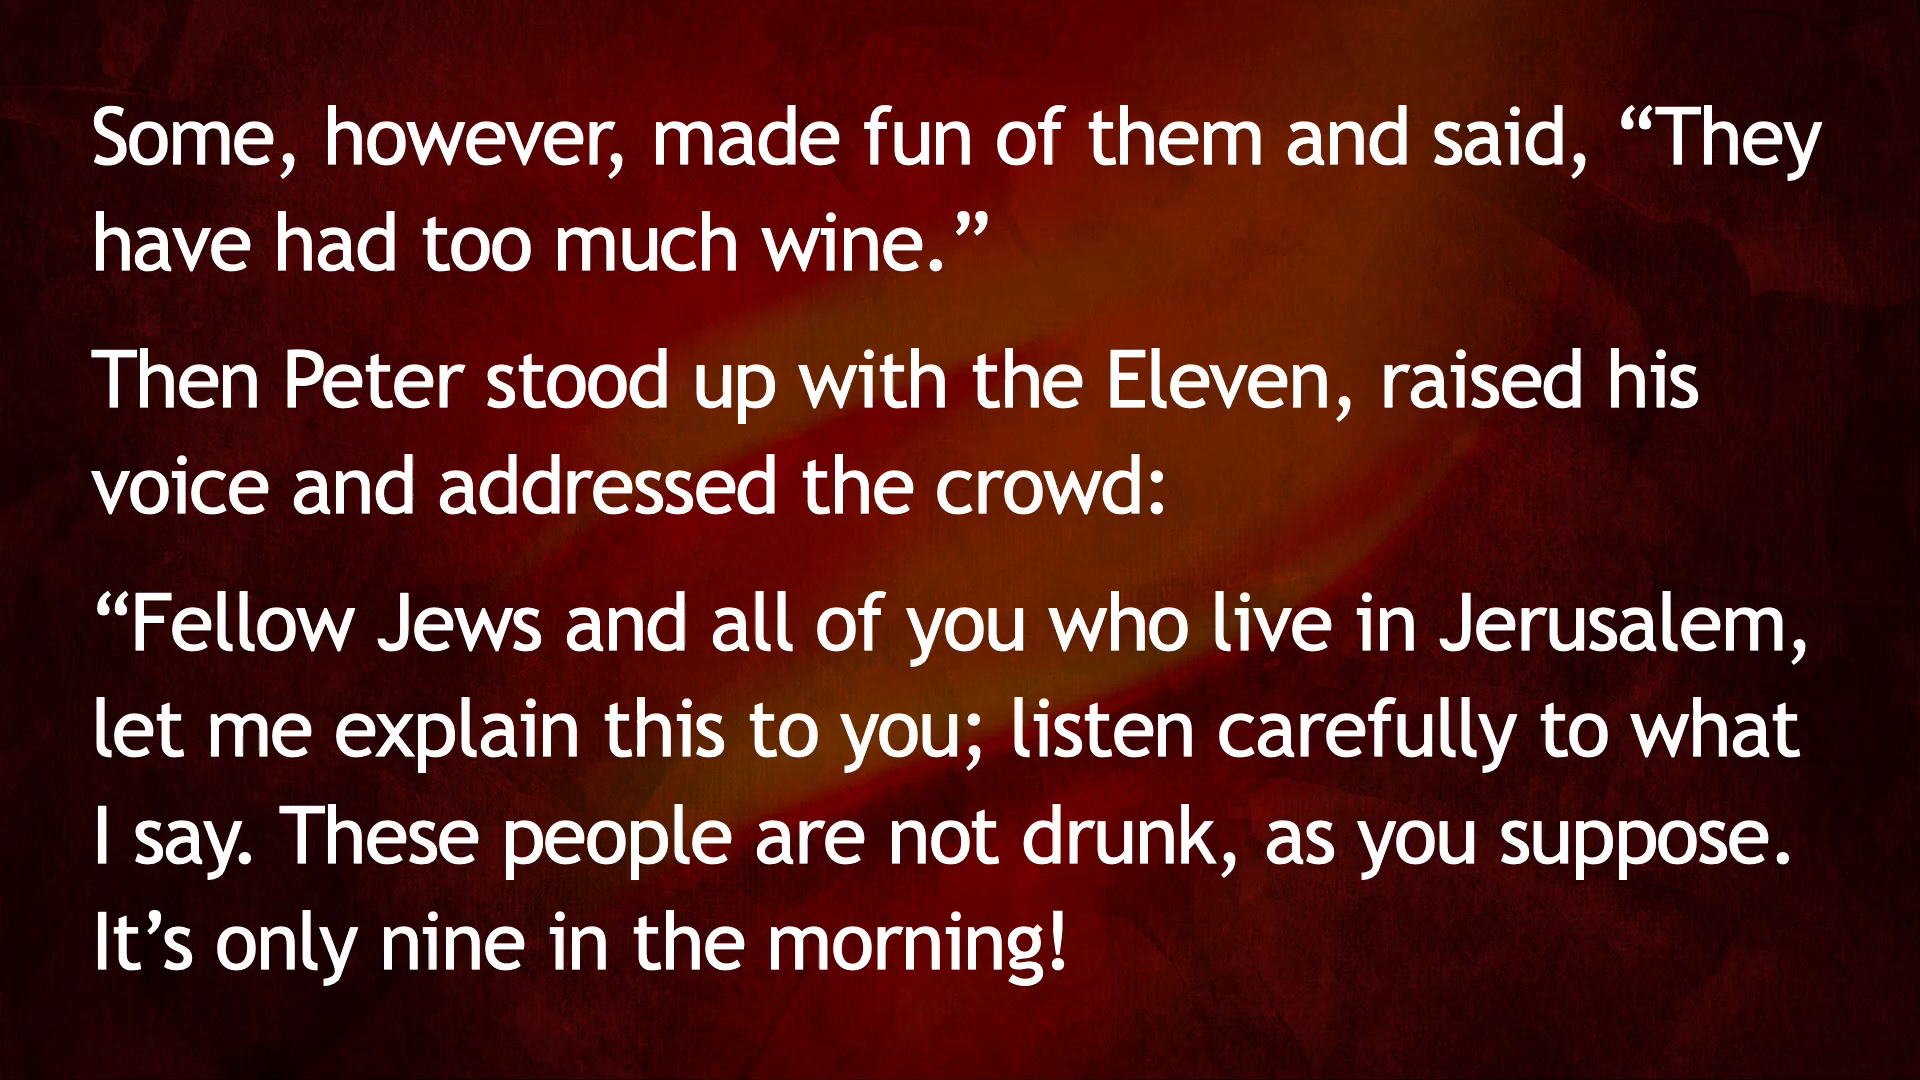 Some, however, made fun of them and said, “They
have had too much wine.”
Then Peter stood up with the Eleven, raised his
voice and addressed the crowd:
“Fellow Jews and all of you who live in Jerusalem,
let me explain this to you; listen carefully to what
I say. These people are not drunk, as you suppose.
It’s only nine in the morning!